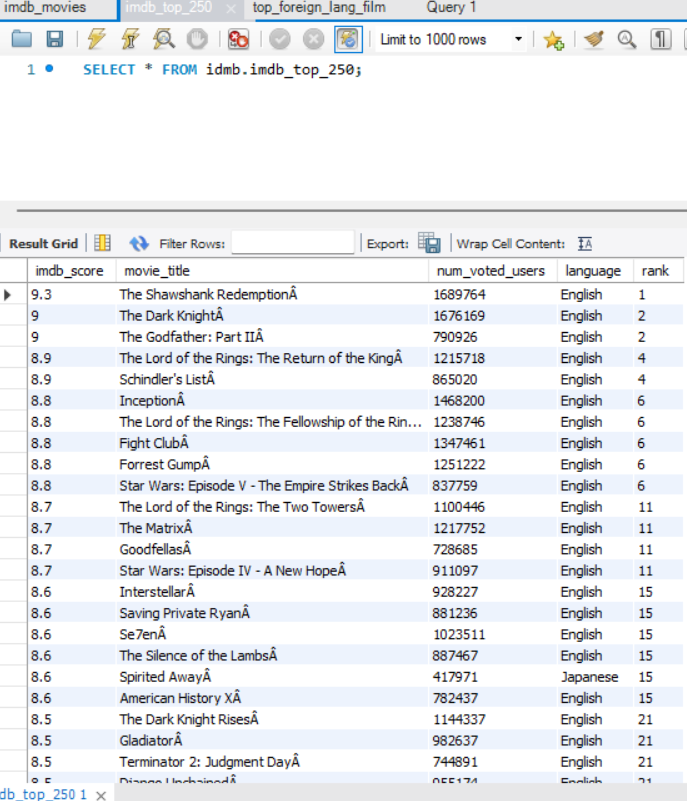 imdb_movies imdb_top_250 top_foreign_lang_film Query 1
Limit to 1000 rows
1 SELECT * FROM idmb.imdb_top_250;
Result Grid Filter Rows: Export: Wrap Cell Content: IA
imdb_score movie_title num_voted_users language rank
9.3 The Shawshank RedemptionÂ 1689764 English 1
9 The Dark KnightÂ 1676169 English 2
9 The Godfather: Part IIÂ 790926 English 2
8.9 The Lord of the Rings: The Return of the KingÂ 1215718 English 4
8.9 Schindler's ListÂ 865020 English 4
8.8 InceptionÂ 1468200 English 6
8.8 The Lord of the Rings: The Fellowship of the Rin... 1238746 English 6
8.8 Fight ClubÂ 1347461 English 6
8.8 Forrest GumpÂ 1251222 English 6
8.8 Star Wars: Episode V - The Empire Strikes BackÂ 837759 English 6
8.7 The Lord of the Rings: The Two TowersÂ 1100446 English 11
8.7 The MatrixÂ 1217752 English 11
8.7 GoodfellasÂ 728685 English 11
8.7 Star Wars: Episode IV - A New HopeÂ 911097 English 11
8.6 InterstellarÂ 928227 English 15
8.6 Saving Private RyanÂ 881236 English 15
8.6 Se7enÂ 1023511 English 15
8.6 The Silence of the LambsÂ 887467 English 15
8.6 Spirited AwayÂ 417971 Japanese 15
8.6 American History XÂ 782437 English 15
8.5 The Dark Knight RisesÂ 1144337 English 21
8.5 GladiatorÂ 982637 English 21
8.5 Terminator 2: Judgment DayÂ 744891 English 21
8.5 Django UnchainedÂ 955174 English 21
db_top_250 1